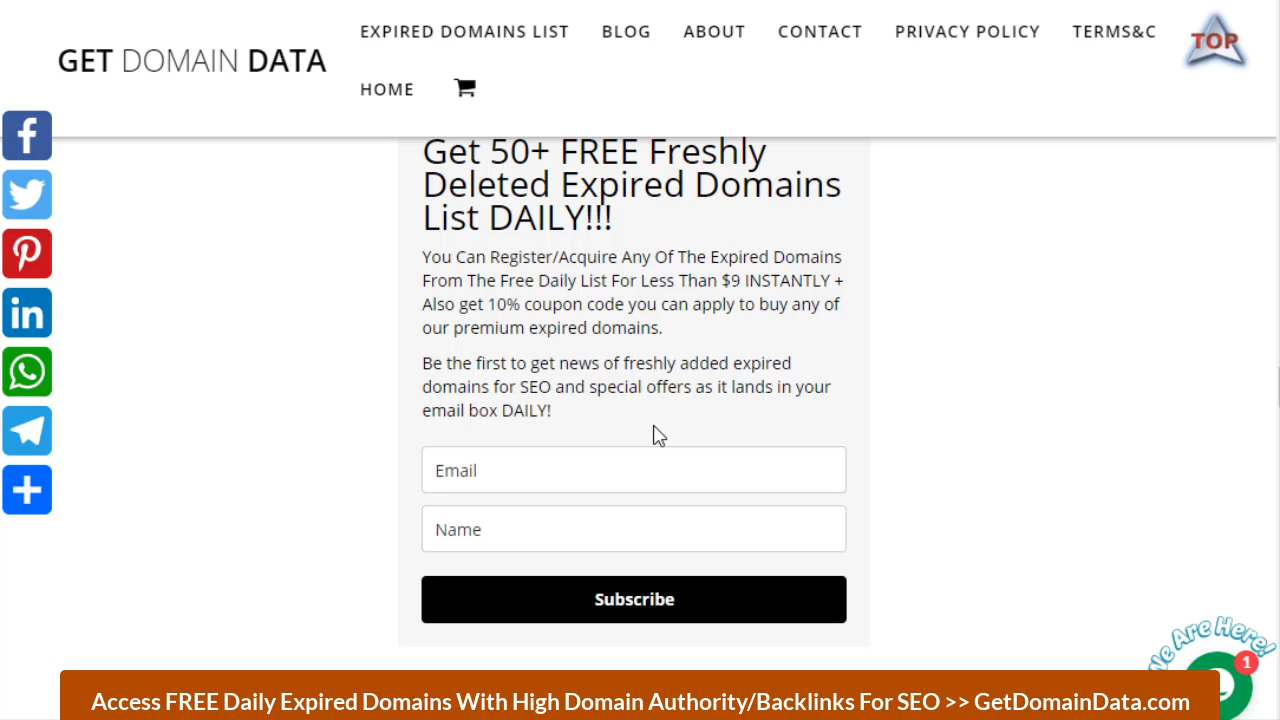 EXPIRED DOMAINS LIST BLOG ABOUT CONTACT PRIVACY POLICY TERMS&C
TOP
GET DOMAIN DATA
HOME
Get 50+ FREE Freshly
Deleted Expired Domains
List DAILY!!!
You Can Register/Acquire Any Of The Expired Domains
From The Free Daily List For Less Than $9 INSTANTLY +
Also get 10% coupon code you can apply to buy any of
our premium expired domains.
Be the first to get news of freshly added expired
domains for SEO and special offers as it lands in your
email box DAILY!
Email
Name
Subscribe
We Are Here!
1
Access FREE Daily Expired Domains With High Domain Authority/Backlinks For SEO >> GetDomainData.com